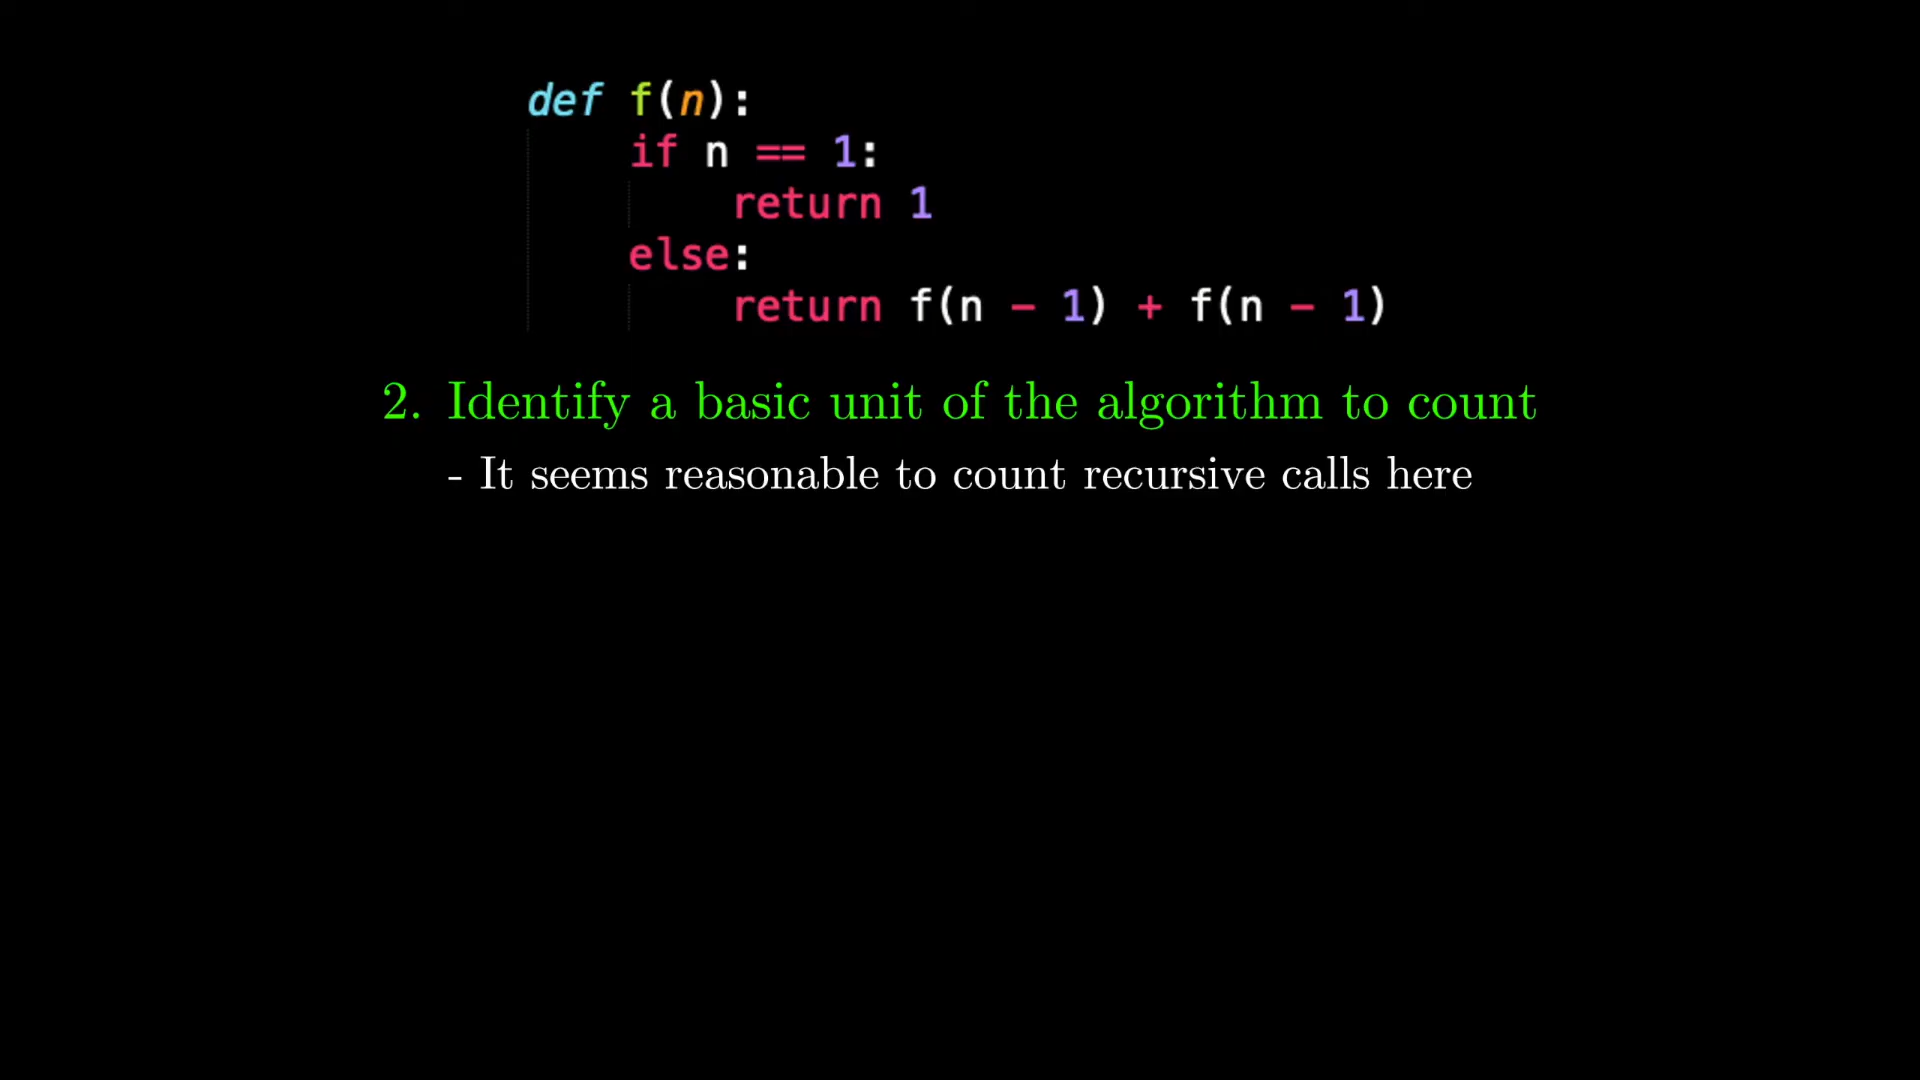 def f(n):
    if n == 1:
        return 1
    else:
        return f(n - 1) + f(n - 1)
2. Identify a basic unit of the algorithm to count
- It seems reasonable to count recursive calls here